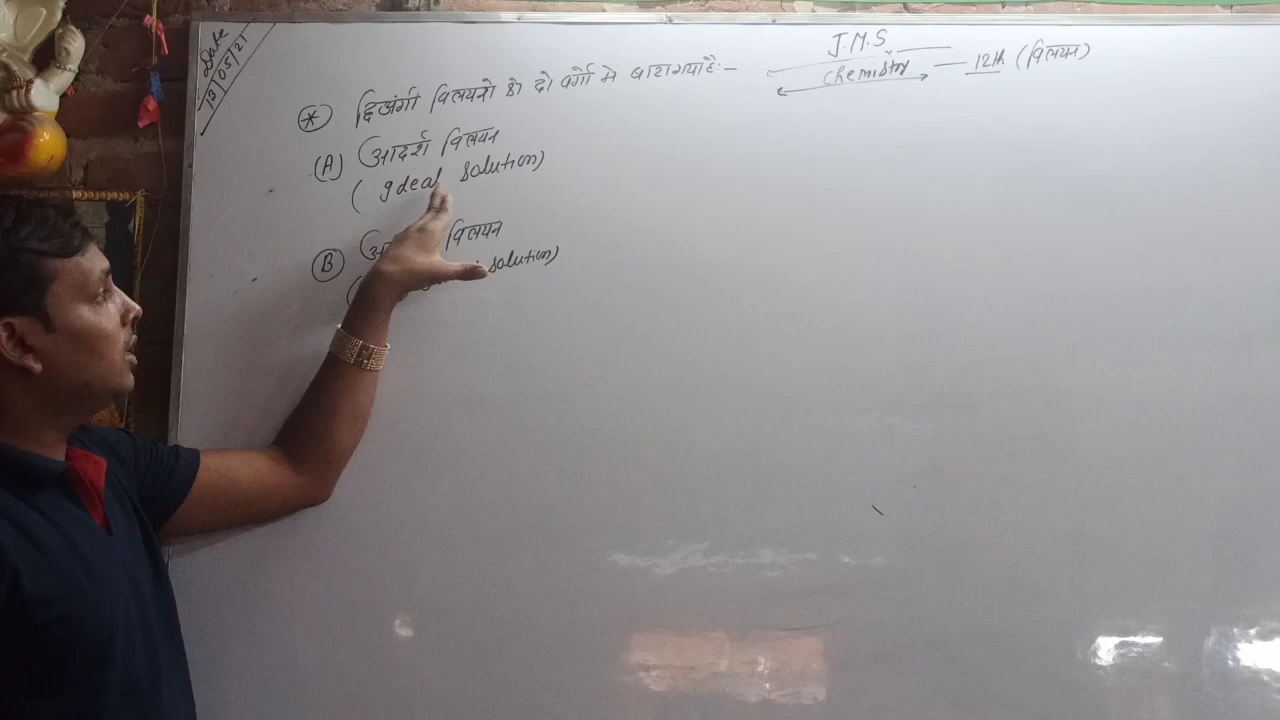 Date
13/05/21
J.M.S
Chemistry — 12th (विलयन)
* द्विअंगी विलयनो को दो वर्गो मे बाटा गया है:-
(A) आदर्श विलयन
( Ideal solution)
(B) विलयन
solution)